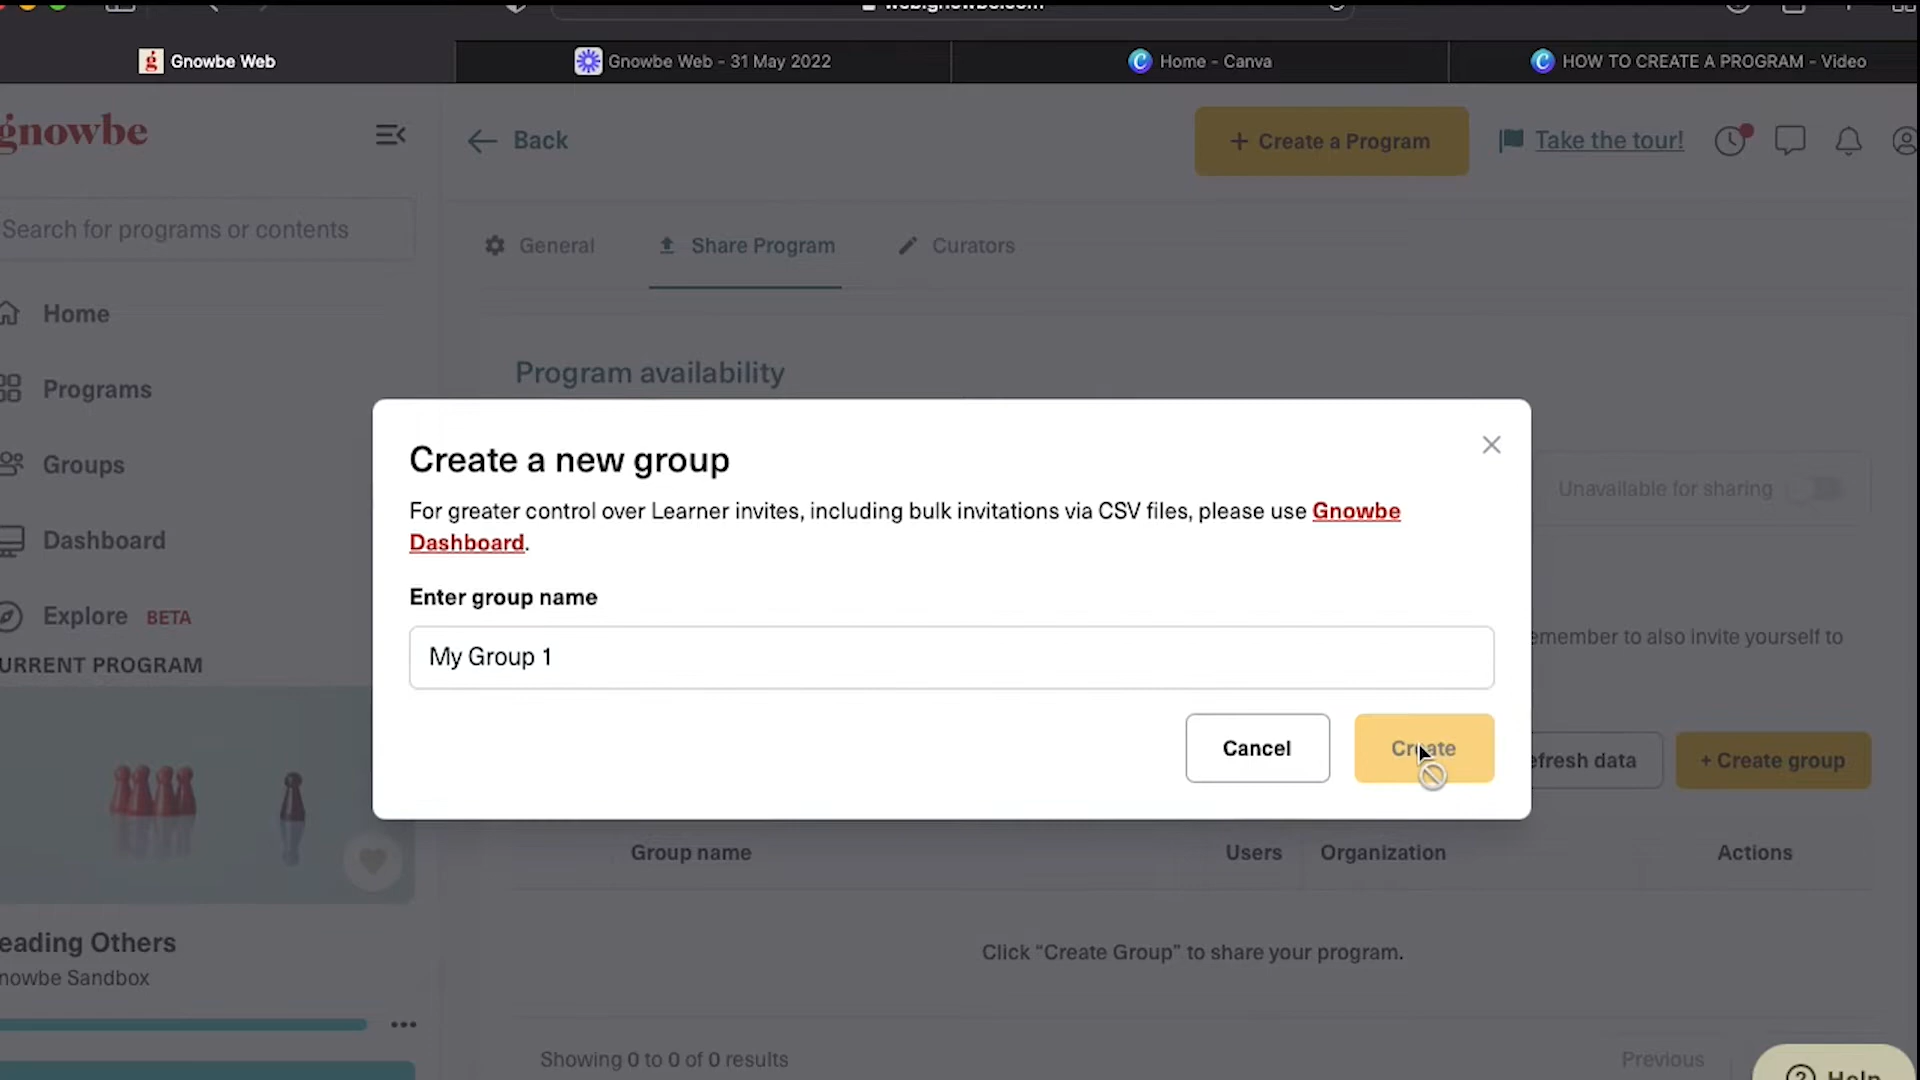 Gnowbe Web
Gnowbe Web - 31 May 2022
Home - Canva
HOW TO CREATE A PROGRAM - Video
gnowbe
Back
+ Create a Program
Take the tour!
Search for programs or contents
General
Share Program
Curators
Home
Programs
Groups
Dashboard
Explore BETA
URRENT PROGRAM
eading Others
nowbe Sandbox
Program availability
Unavailable for sharing
Create a new group
For greater control over Learner invites, including bulk invitations via CSV files, please use Gnowbe
Dashboard.
Enter group name
My Group 1
Cancel
Create
emember to also invite yourself to
efresh data
+ Create group
Group name
Users
Organization
Actions
Click “Create Group” to share your program.
Showing 0 to 0 of 0 results
Previous
Help